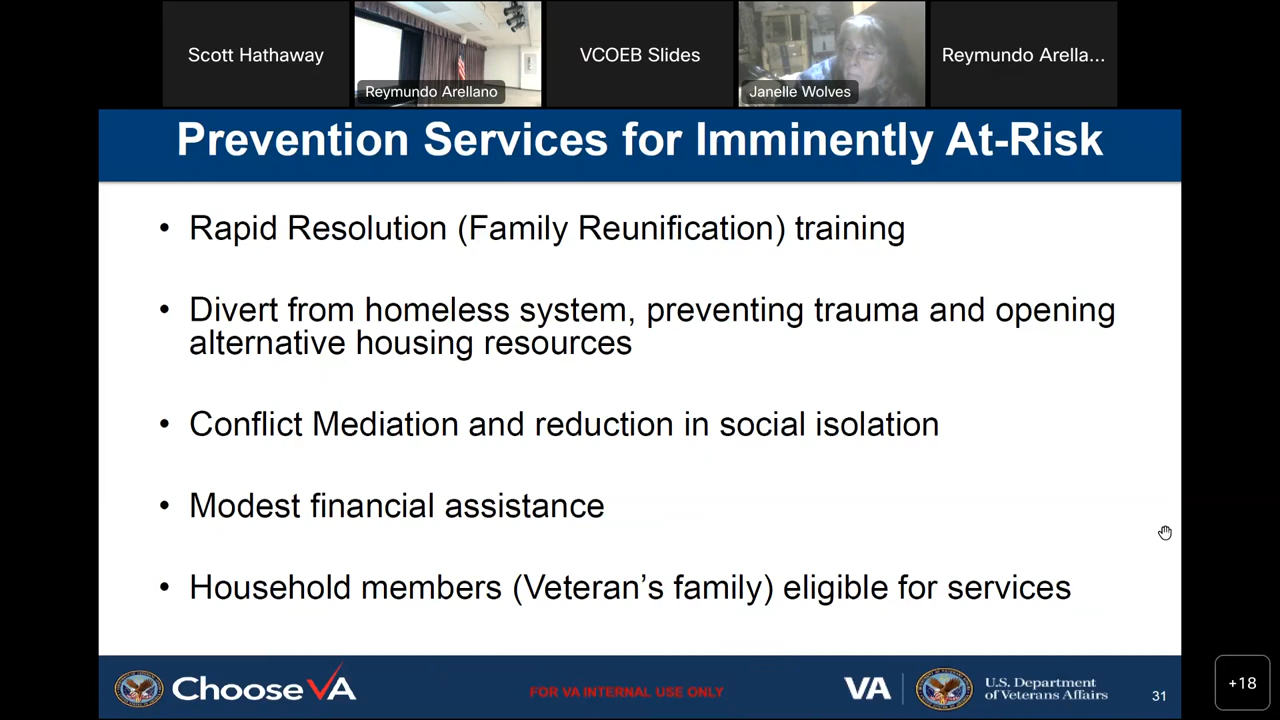 Scott Hathaway
Reymundo Arellano
VCOEB Slides
Janelle Wolves
Reymundo Arella...
Prevention Services for Imminently At-Risk
• Rapid Resolution (Family Reunification) training
• Divert from homeless system, preventing trauma and opening
alternative housing resources
• Conflict Mediation and reduction in social isolation
• Modest financial assistance
• Household members (Veteran's family) eligible for services
Choose VA
FOR VA INTERNAL USE ONLY
VA
U.S. Department
of Veterans Affairs
31
+18